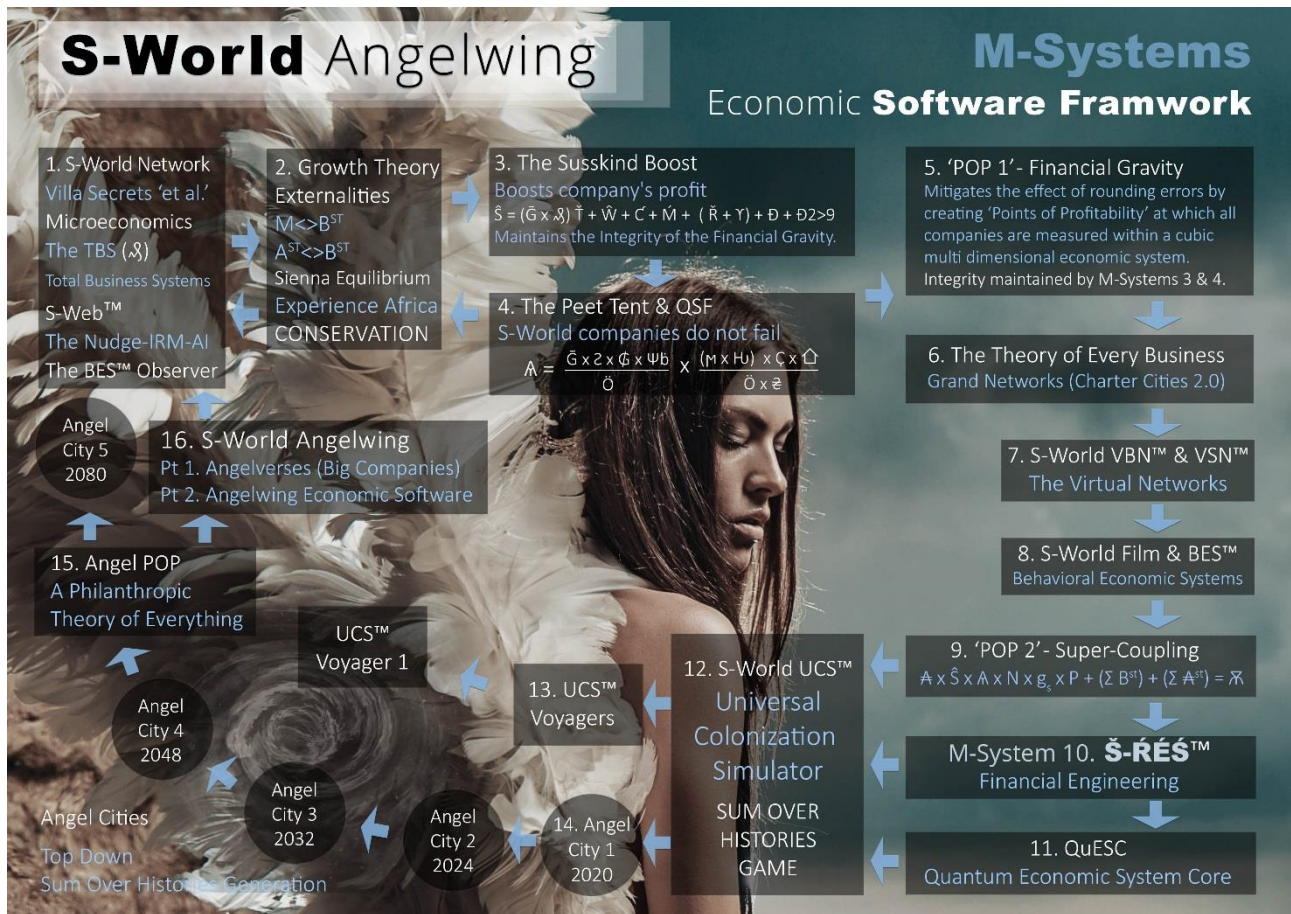 S-World Angelwing
M-Systems
Economic Software Framwork
1. S-World Network
Villa Secrets ‘et al.’
Microeconomics
The TBS (𝒮)
Total Business Systems
S-Web™
The Nudge-IRM-AI
The BES™ Observer
2. Growth Theory
Externalities
M<>Bˢᵀ
Aˢᵀ<>Bˢᵀ
Sienna Equilibrium
Experience Africa
CONSERVATION
3. The Susskind Boost
Boosts company's profit
Ŝ = (Ḡ x ) Ť + Ŵ + Ƈ + Ḿ + ( Ř + ϒ) + Đ + Đ2>9
Maintains the Integrity of the Financial Gravity.
4. The Peet Tent & QSF
S-World companies do not fail
5. ‘POP 1’- Financial Gravity
Mitigates the effect of rounding errors by
creating ‘Points of Profitability’ at which all
companies are measured within a cubic
multi dimensional economic system.
Integrity maintained by M-Systems 3 & 4.
6. The Theory of Every Business
Grand Networks (Charter Cities 2.0)
7. S-World VBN™ & VSN™
The Virtual Networks
8. S-World Film & BES™
Behavioral Economic Systems
9. ‘POP 2’- Super-Coupling
M-System 10. Š-ŔÉŚ™
Financial Engineering
11. QuESC
Quantum Economic System Core
12. S-World UCS™
Universal
Colonization
Simulator
SUM OVER
HISTORIES
GAME
13. UCS™
Voyagers
UCS™
Voyager 1
14. Angel
City 1
2020
Angel
City 2
2024
Angel
City 3
2032
Angel
City 4
2048
Angel Cities
Top Down
Sum Over Histories Generation
15. Angel POP
A Philanthropic
Theory of Everything
Angel
City 5
2080
16. S-World Angelwing
Pt 1. Angelverses (Big Companies)
Pt 2. Angelwing Economic Software